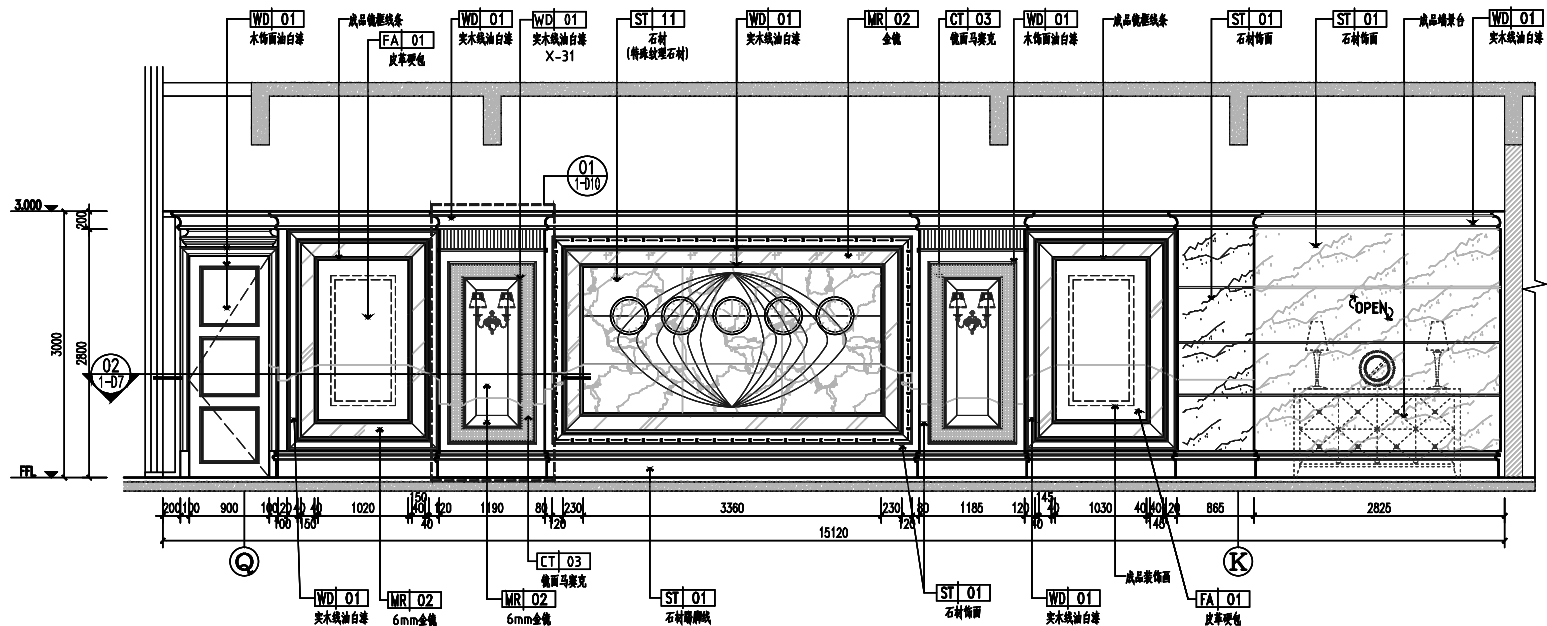 WD 01
木饰面油白漆
成品镜框线条
FA 01
皮革硬包
WD 01
实木线油白漆
WD 01
实木线油白漆
X-31
ST 11
石材
(特殊纹理石材)
WD 01
实木线油白漆
MR 02
金镜
CT 03
镜面马赛克
WD 01
木饰面油白漆
成品镜框线条
ST 01
石材饰面
ST 01
石材饰面
成品端景台
WD 01
实木线油白漆
01
1-D10
3.000
200
3000
2800
02
1-D7
FFL
OPEN
200 100 900 100 120 40 40 1020 40 40 120 1190 80 230 3360 230 80 1185 120 40 40 1030 40 40 120 865 2825
150
145
100 150 40 120 120 40 145
15120
Q
K
CT 03
镜面马赛克
WD 01
实木线油白漆
MR 02
6mm金镜
MR 02
6mm金镜
ST 01
石材踢脚线
ST 01
石材饰面
WD 01
实木线油白漆
成品装饰画
FA 01
皮革硬包